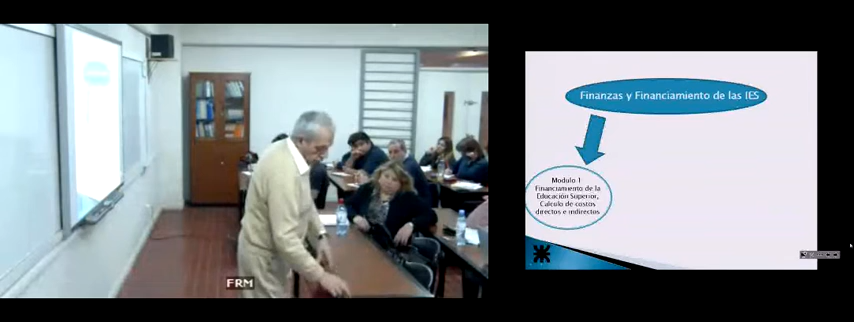 FRM
Finanzas y Financiamiento de las IES
Modulo 1
Financiamiento de la
Educación Superior,
Calculo de costos
directos e indirectos